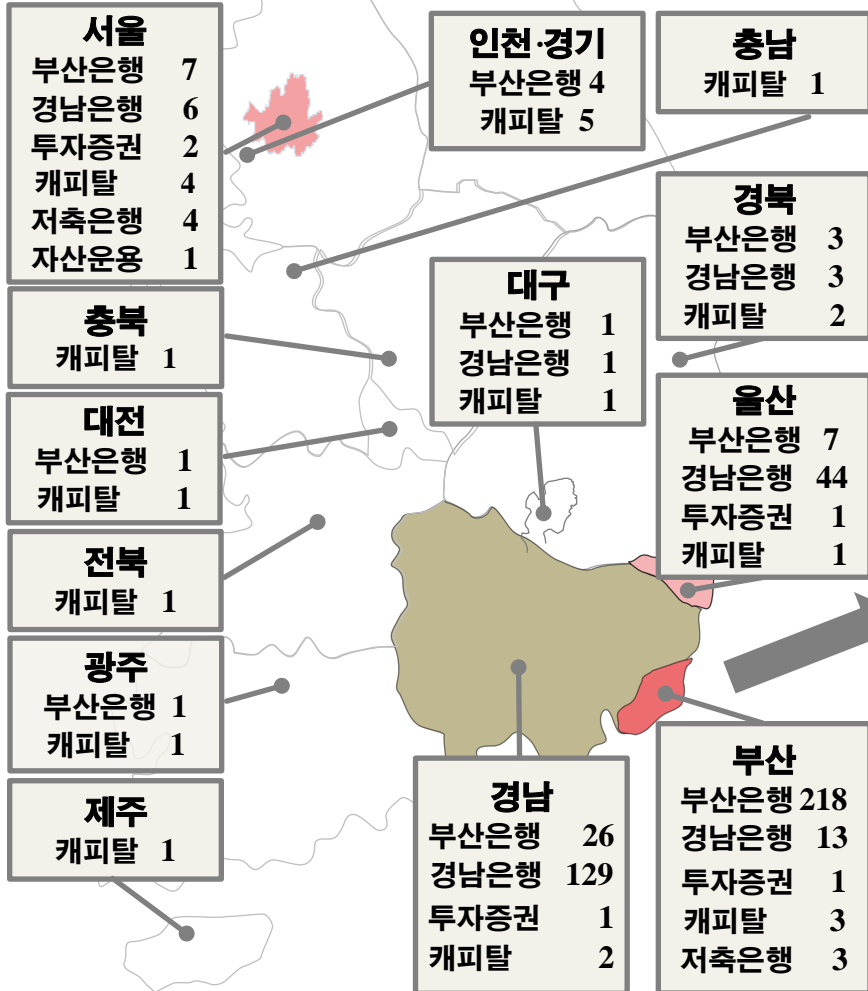 서울
부산은행 7
경남은행 6
투자증권 2
캐피탈 4
저축은행 4
자산운용 1
인천·경기
부산은행 4
캐피탈 5
충남
캐피탈 1
경북
부산은행 3
경남은행 3
캐피탈 2
대구
부산은행 1
경남은행 1
캐피탈 1
충북
캐피탈 1
대전
부산은행 1
캐피탈 1
울산
부산은행 7
경남은행 44
투자증권 1
캐피탈 1
전북
캐피탈 1
광주
부산은행 1
캐피탈 1
제주
캐피탈 1
경남
부산은행 26
경남은행 129
투자증권 1
캐피탈 2
부산
부산은행 218
경남은행 13
투자증권 1
캐피탈 3
저축은행 3